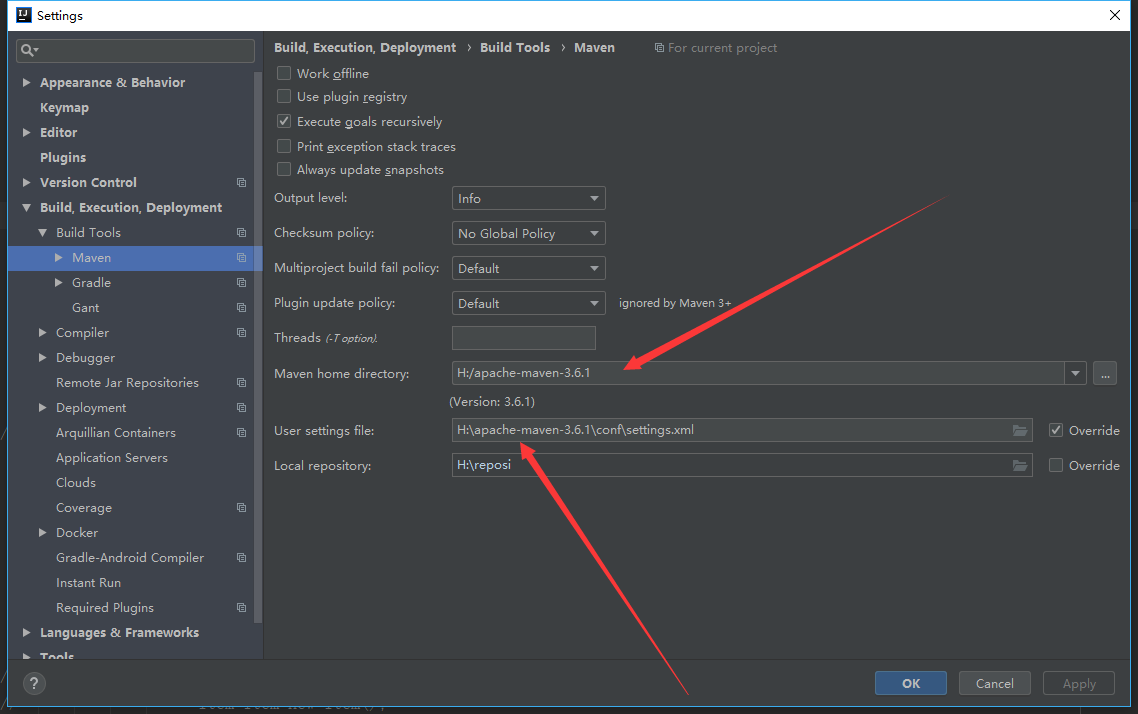 Settings
Appearance & Behavior
Keymap
Editor
Plugins
Version Control
Build, Execution, Deployment
Build Tools
Maven
Gradle
Gant
Compiler
Debugger
Remote Jar Repositories
Deployment
Arquillian Containers
Application Servers
Clouds
Coverage
Docker
Gradle-Android Compiler
Instant Run
Required Plugins
Languages & Frameworks
Tools
Build, Execution, Deployment › Build Tools › Maven For current project
Work offline
Use plugin registry
Execute goals recursively
Print exception stack traces
Always update snapshots
Output level: Info
Checksum policy: No Global Policy
Multiproject build fail policy: Default
Plugin update policy: Default ignored by Maven 3+
Threads (-T option).
Maven home directory: H:/apache-maven-3.6.1 ...
(Version: 3.6.1)
User settings file: H:\apache-maven-3.6.1\conf\settings.xml Override
Local repository: H:\reposi Override
? OK Cancel Apply